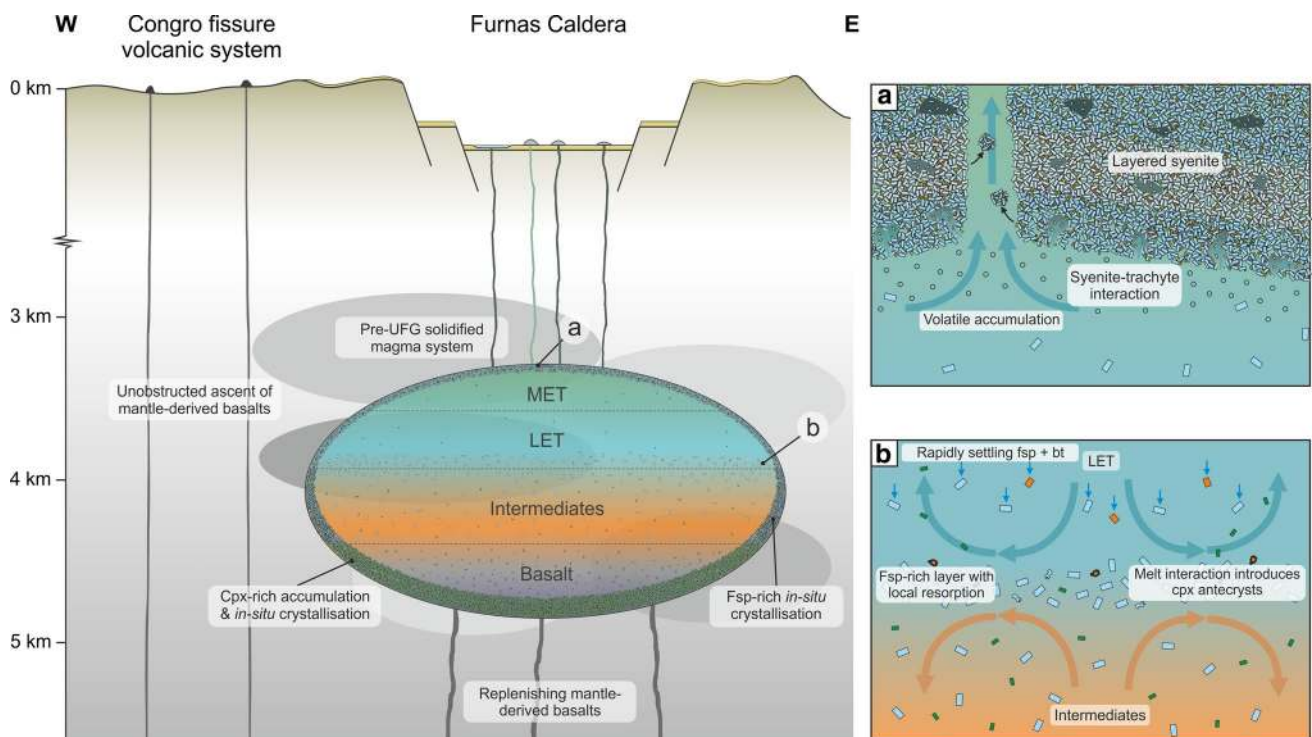 W
Congro fissure
volcanic system
Furnas Caldera
E
0 km
3 km
4 km
5 km
Pre-UFG solidified
magma system
a
Unobstructed ascent of
mantle-derived basalts
MET
b
LET
Intermediates
Basalt
Cpx-rich accumulation
& in-situ crystallisation
Fsp-rich in-situ
crystallisation
Replenishing mantle-
derived basalts
a
Layered syenite
Syenite-trachyte
interaction
Volatile accumulation
b
Rapidly settling fsp + bt
LET
Fsp-rich layer with
local resorption
Melt interaction introduces
cpx antecrysts
Intermediates